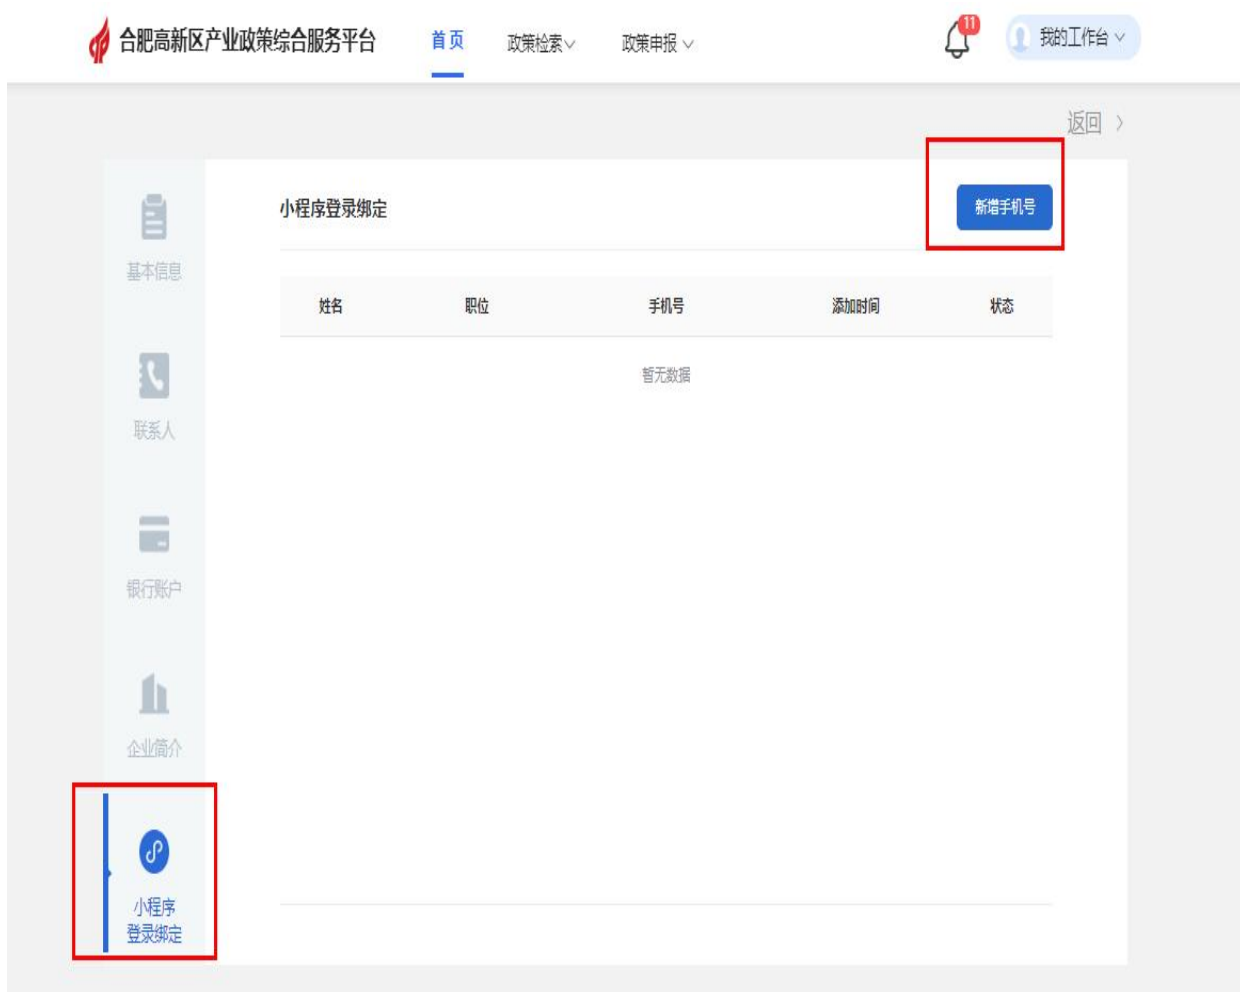 合肥高新区产业政策综合服务平台 首页 政策检索 政策申报 11 我的工作台
返回
小程序登录绑定 新增手机号
基本信息
姓名 职位 手机号 添加时间 状态
暂无数据
联系人
银行账户
企业简介
小程序
登录绑定